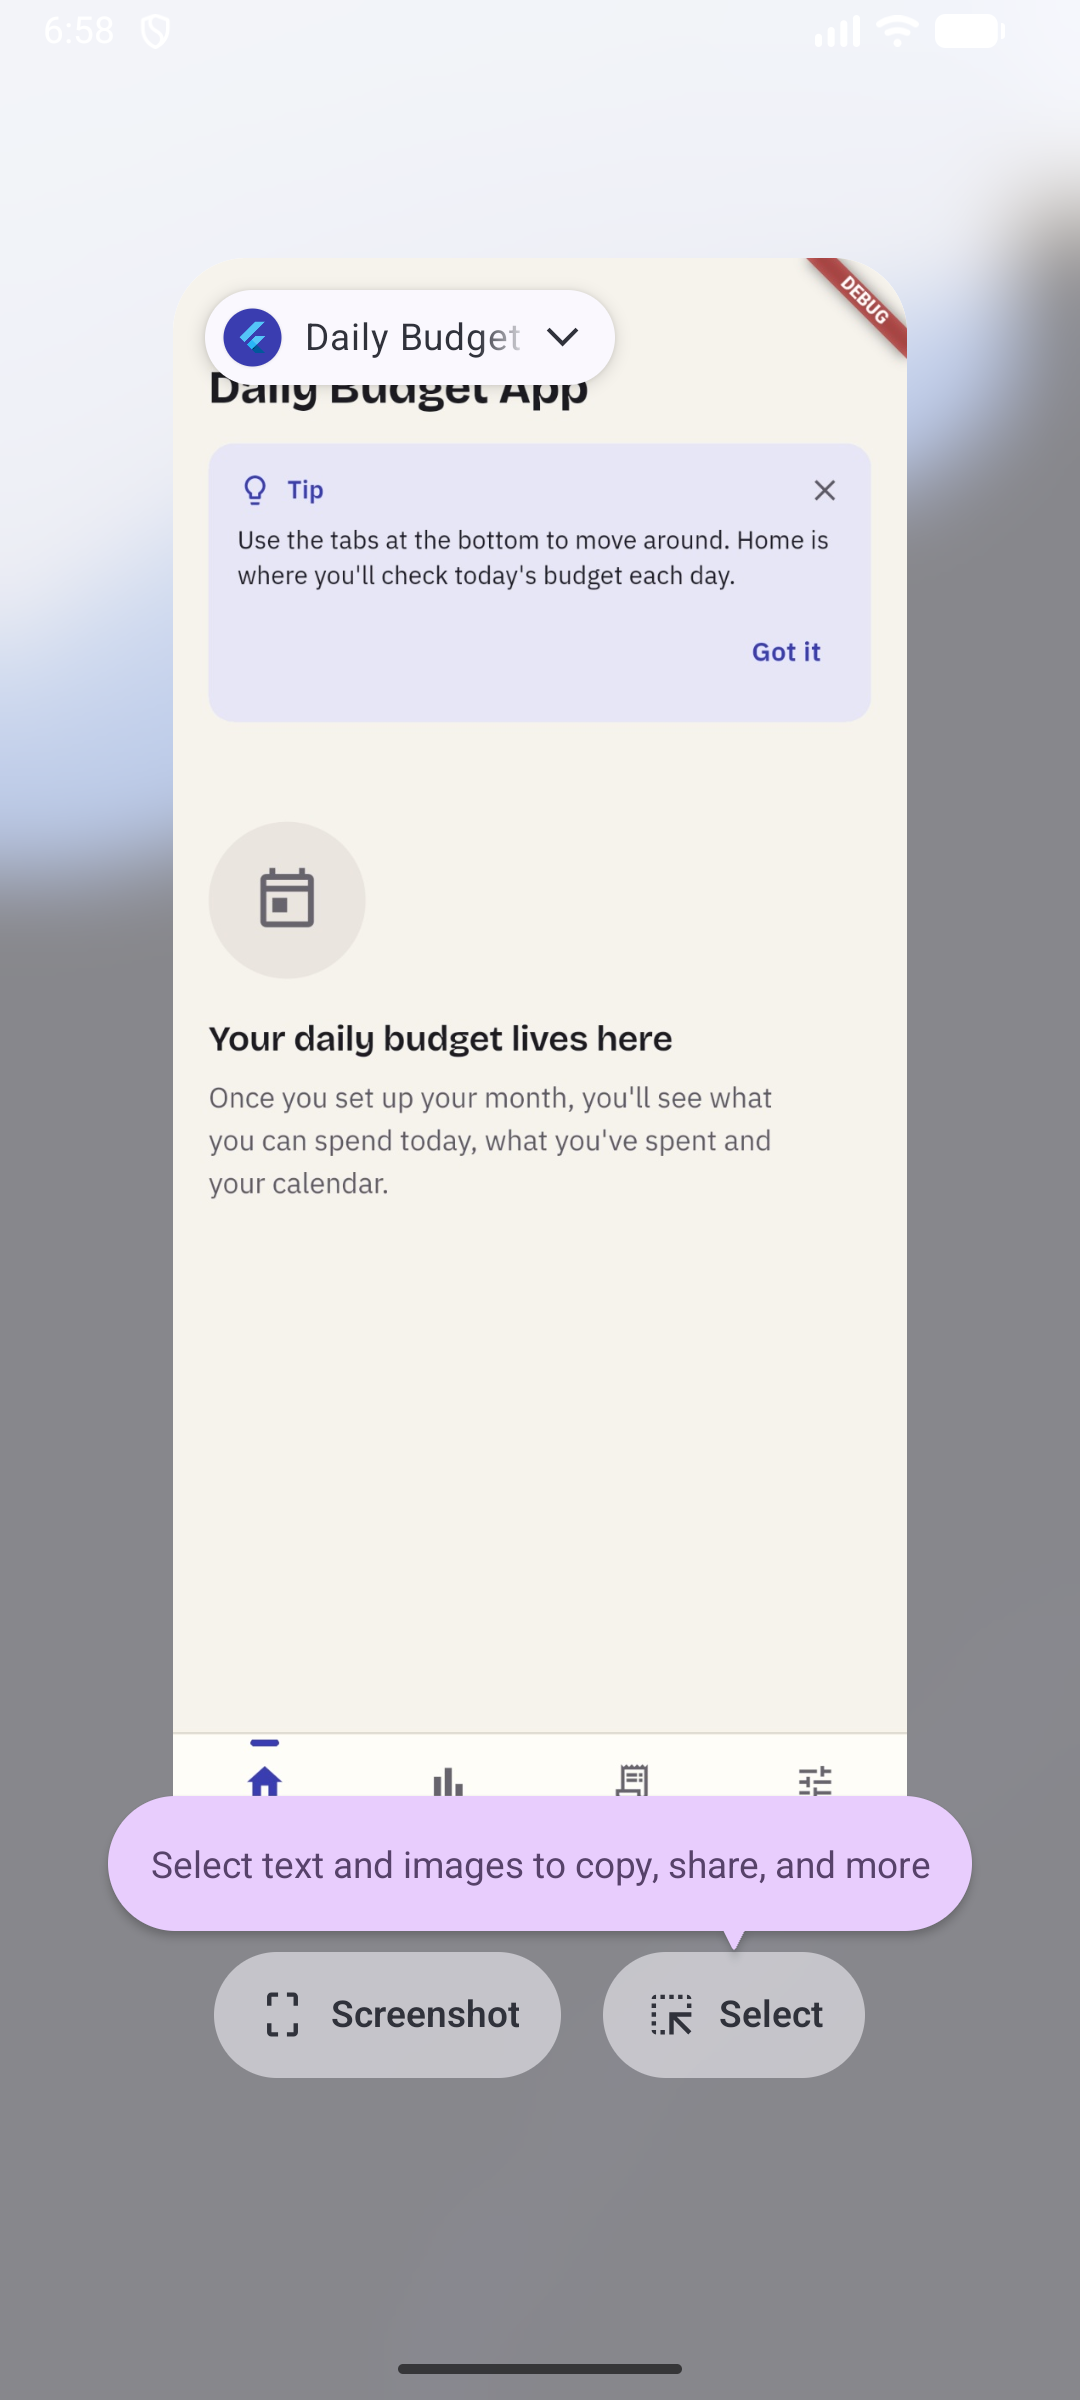 6:58
DEBUG
Daily Budget
Daily Budget App
Tip
Use the tabs at the bottom to move around. Home is
where you'll check today's budget each day.
Got it
Your daily budget lives here
Once you set up your month, you'll see what
you can spend today, what you've spent and
your calendar.
Select text and images to copy, share, and more
Screenshot
Select